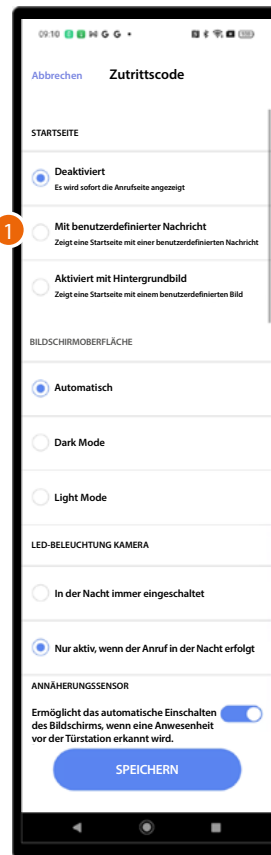 09:10 G G
Abbrechen Zutrittscode
STARTSEITE
Deaktiviert
Es wird sofort die Anrufseite angezeigt
1
Mit benutzerdefinierter Nachricht
Zeigt eine Startseite mit einer benutzerdefinierten Nachricht
Aktiviert mit Hintergrundbild
Zeigt eine Startseite mit einem benutzerdefinierten Bild
BILDSCHIRMOBERFLÄCHE
Automatisch
Dark Mode
Light Mode
LED-BELEUCHTUNG KAMERA
In der Nacht immer eingeschaltet
Nur aktiv, wenn der Anruf in der Nacht erfolgt
ANNÄHERUNGSSENSOR
Ermöglicht das automatische Einschalten
des Bildschirms, wenn eine Anwesenheit
vor der Türstation erkannt wird.
SPEICHERN